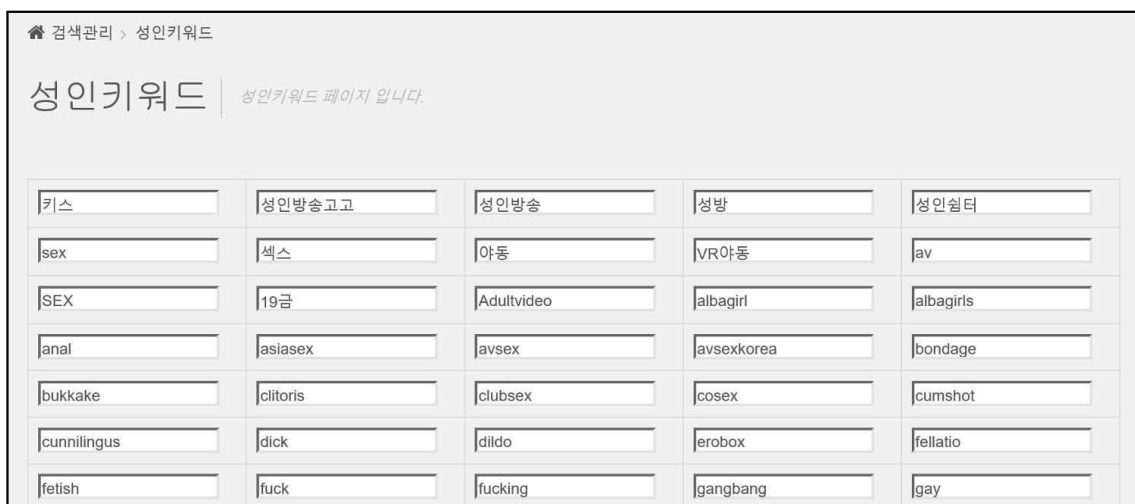 검색관리 > 성인키워드
성인키워드 성인키워드 페이지 입니다.
키스 성인방송고고 성인방송 성방 성인쉼터
sex 섹스 야동 VR야동 av
SEX 19금 Adultvideo albagirl albagirls
anal asiasex avsex avsexkorea bondage
bukkake clitoris clubsex cosex cumshot
cunnilingus dick dildo erobox fellatio
fetish fuck fucking gangbang gay